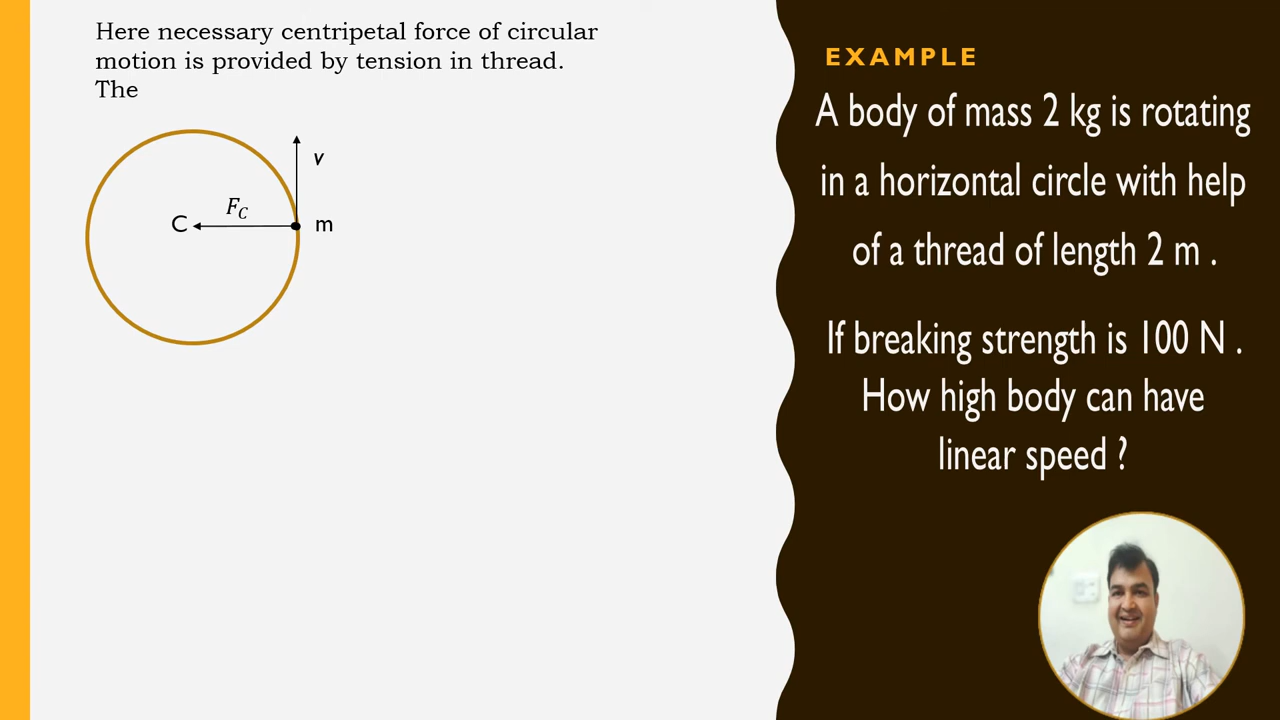 Here necessary centripetal force of circular
motion is provided by tension in thread.
The
v
F_C
C
m
EXAMPLE
A body of mass 2 kg is rotating
in a horizontal circle with help
of a thread of length 2 m .
If breaking strength is 100 N .
How high body can have
linear speed ?